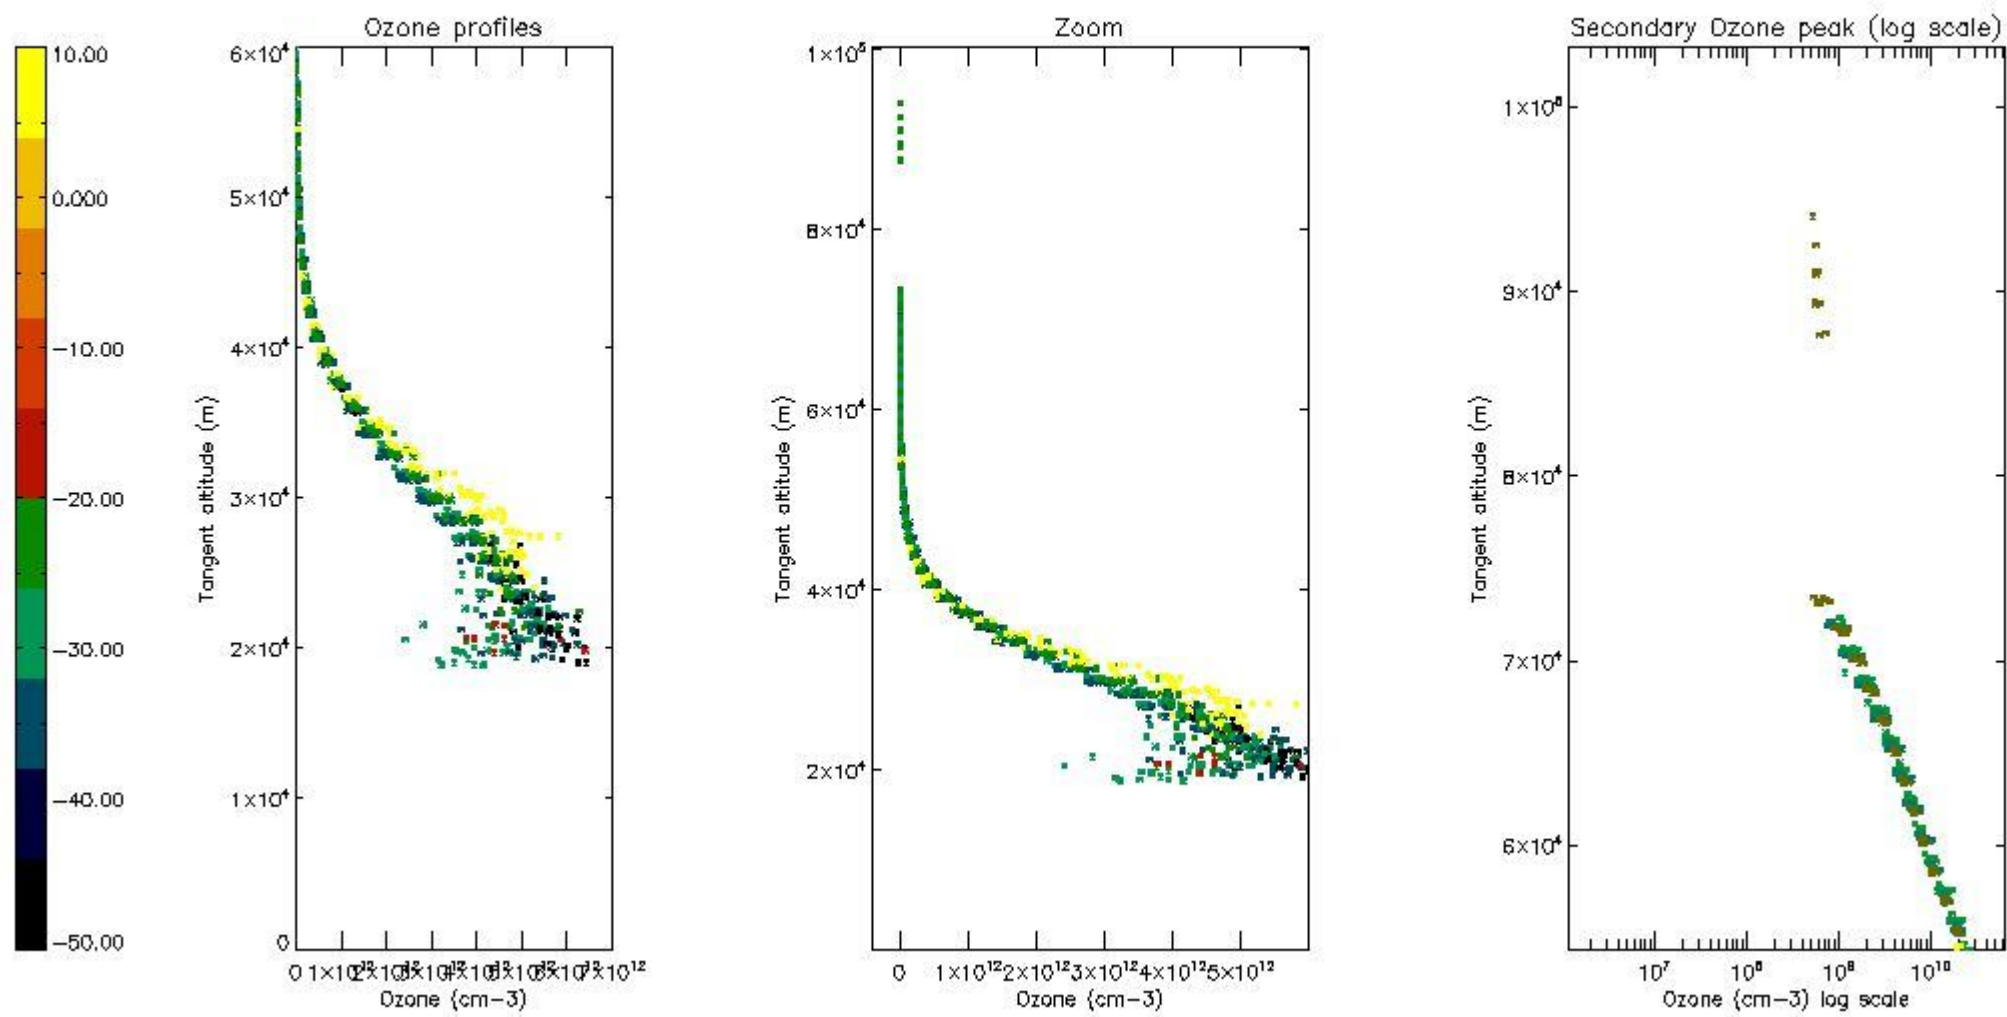 Ozone profiles
Zoom
Secondary Ozone peak (log scale)
10.00
0.000
−10.00
−20.00
−30.00
−40.00
−50.00
6×10⁴
5×10⁴
4×10⁴
3×10⁴
2×10⁴
1×10⁴
0
Tangent altitude (m)
7×10¹²
Ozone (cm−3)
1×10⁵
8×10⁴
6×10⁴
4×10⁴
2×10⁴
Tangent altitude (m)
0 1×10¹² 2×10¹² 3×10¹² 4×10¹² 5×10¹²
Ozone (cm−3)
9×10⁴
8×10⁴
7×10⁴
6×10⁴
Tangent altitude (m)
10⁷ 10⁸ 10⁹ 10¹⁰
Ozone (cm−3) log scale